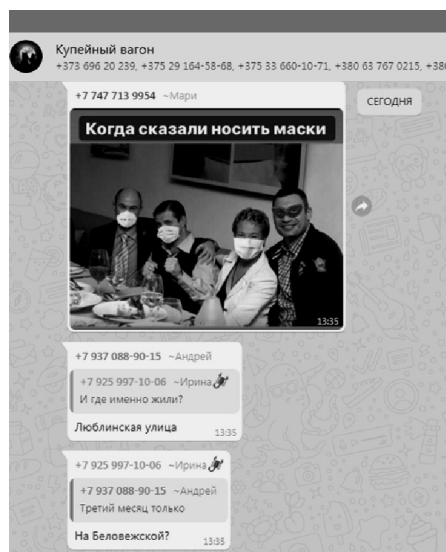 Купейный вагон
+373 696 20 239, +375 29 164-58-68, +375 33 660-10-71, +380 63 767 0215, +380
+7 747 713 9954 ~Мари
СЕГОДНЯ
Когда сказали носить маски
13:35
+7 937 088-90-15 ~Андрей
+7 925 997-10-06 ~Ирина
И где именно жили?
Люблинская улица
13:35
+7 925 997-10-06 ~Ирина
+7 937 088-90-15 ~Андрей
Третий месяц только
На Беловежской?
13:35